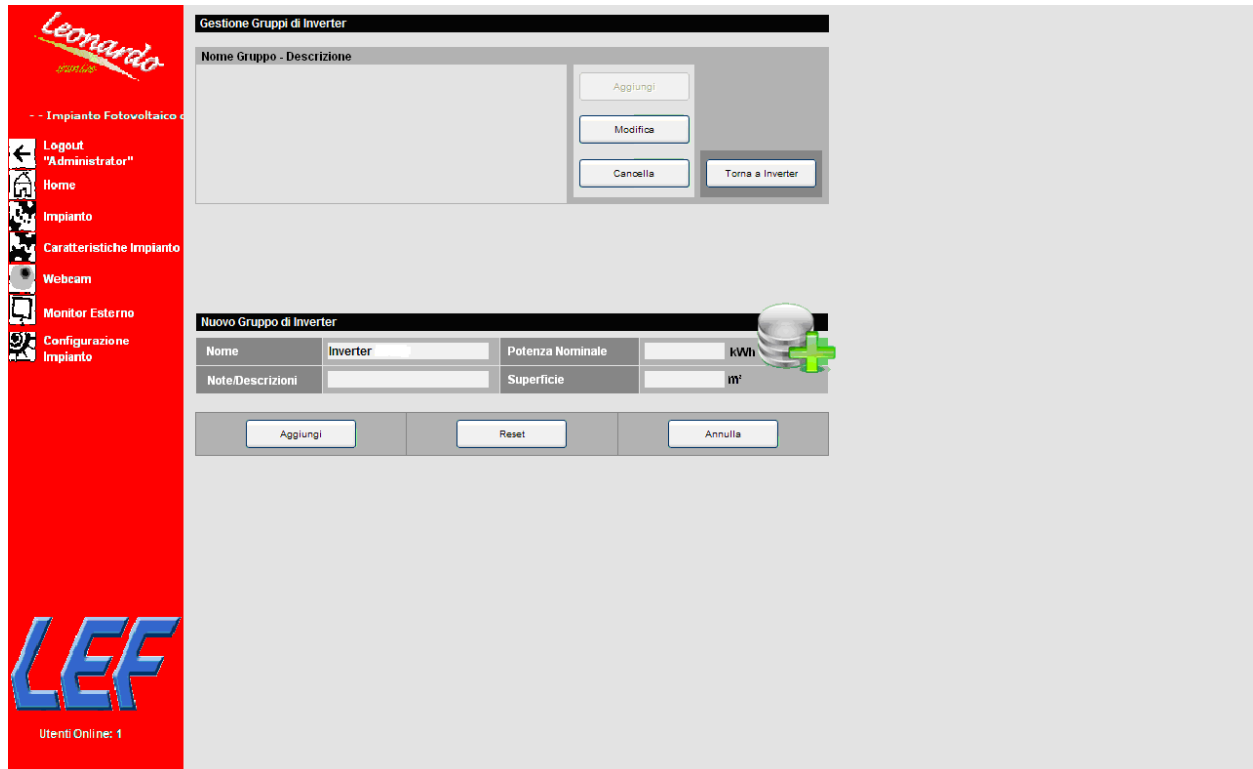 Leonardo
- - Impianto Fotovoltaico
Logout
"Administrator"
Home
Impianto
Caratteristiche Impianto
Webcam
Monitor Esterno
Configurazione
Impianto
LEF
Utenti Online: 1
Gestione Gruppi di Inverter
Nome Gruppo - Descrizione
Aggiungi
Modifica
Cancella
Torna a Inverter
Nuovo Gruppo di Inverter
Nome Inverter Potenza Nominale kWh
Note/Descrizioni Superficie m²
Aggiungi Reset Annulla